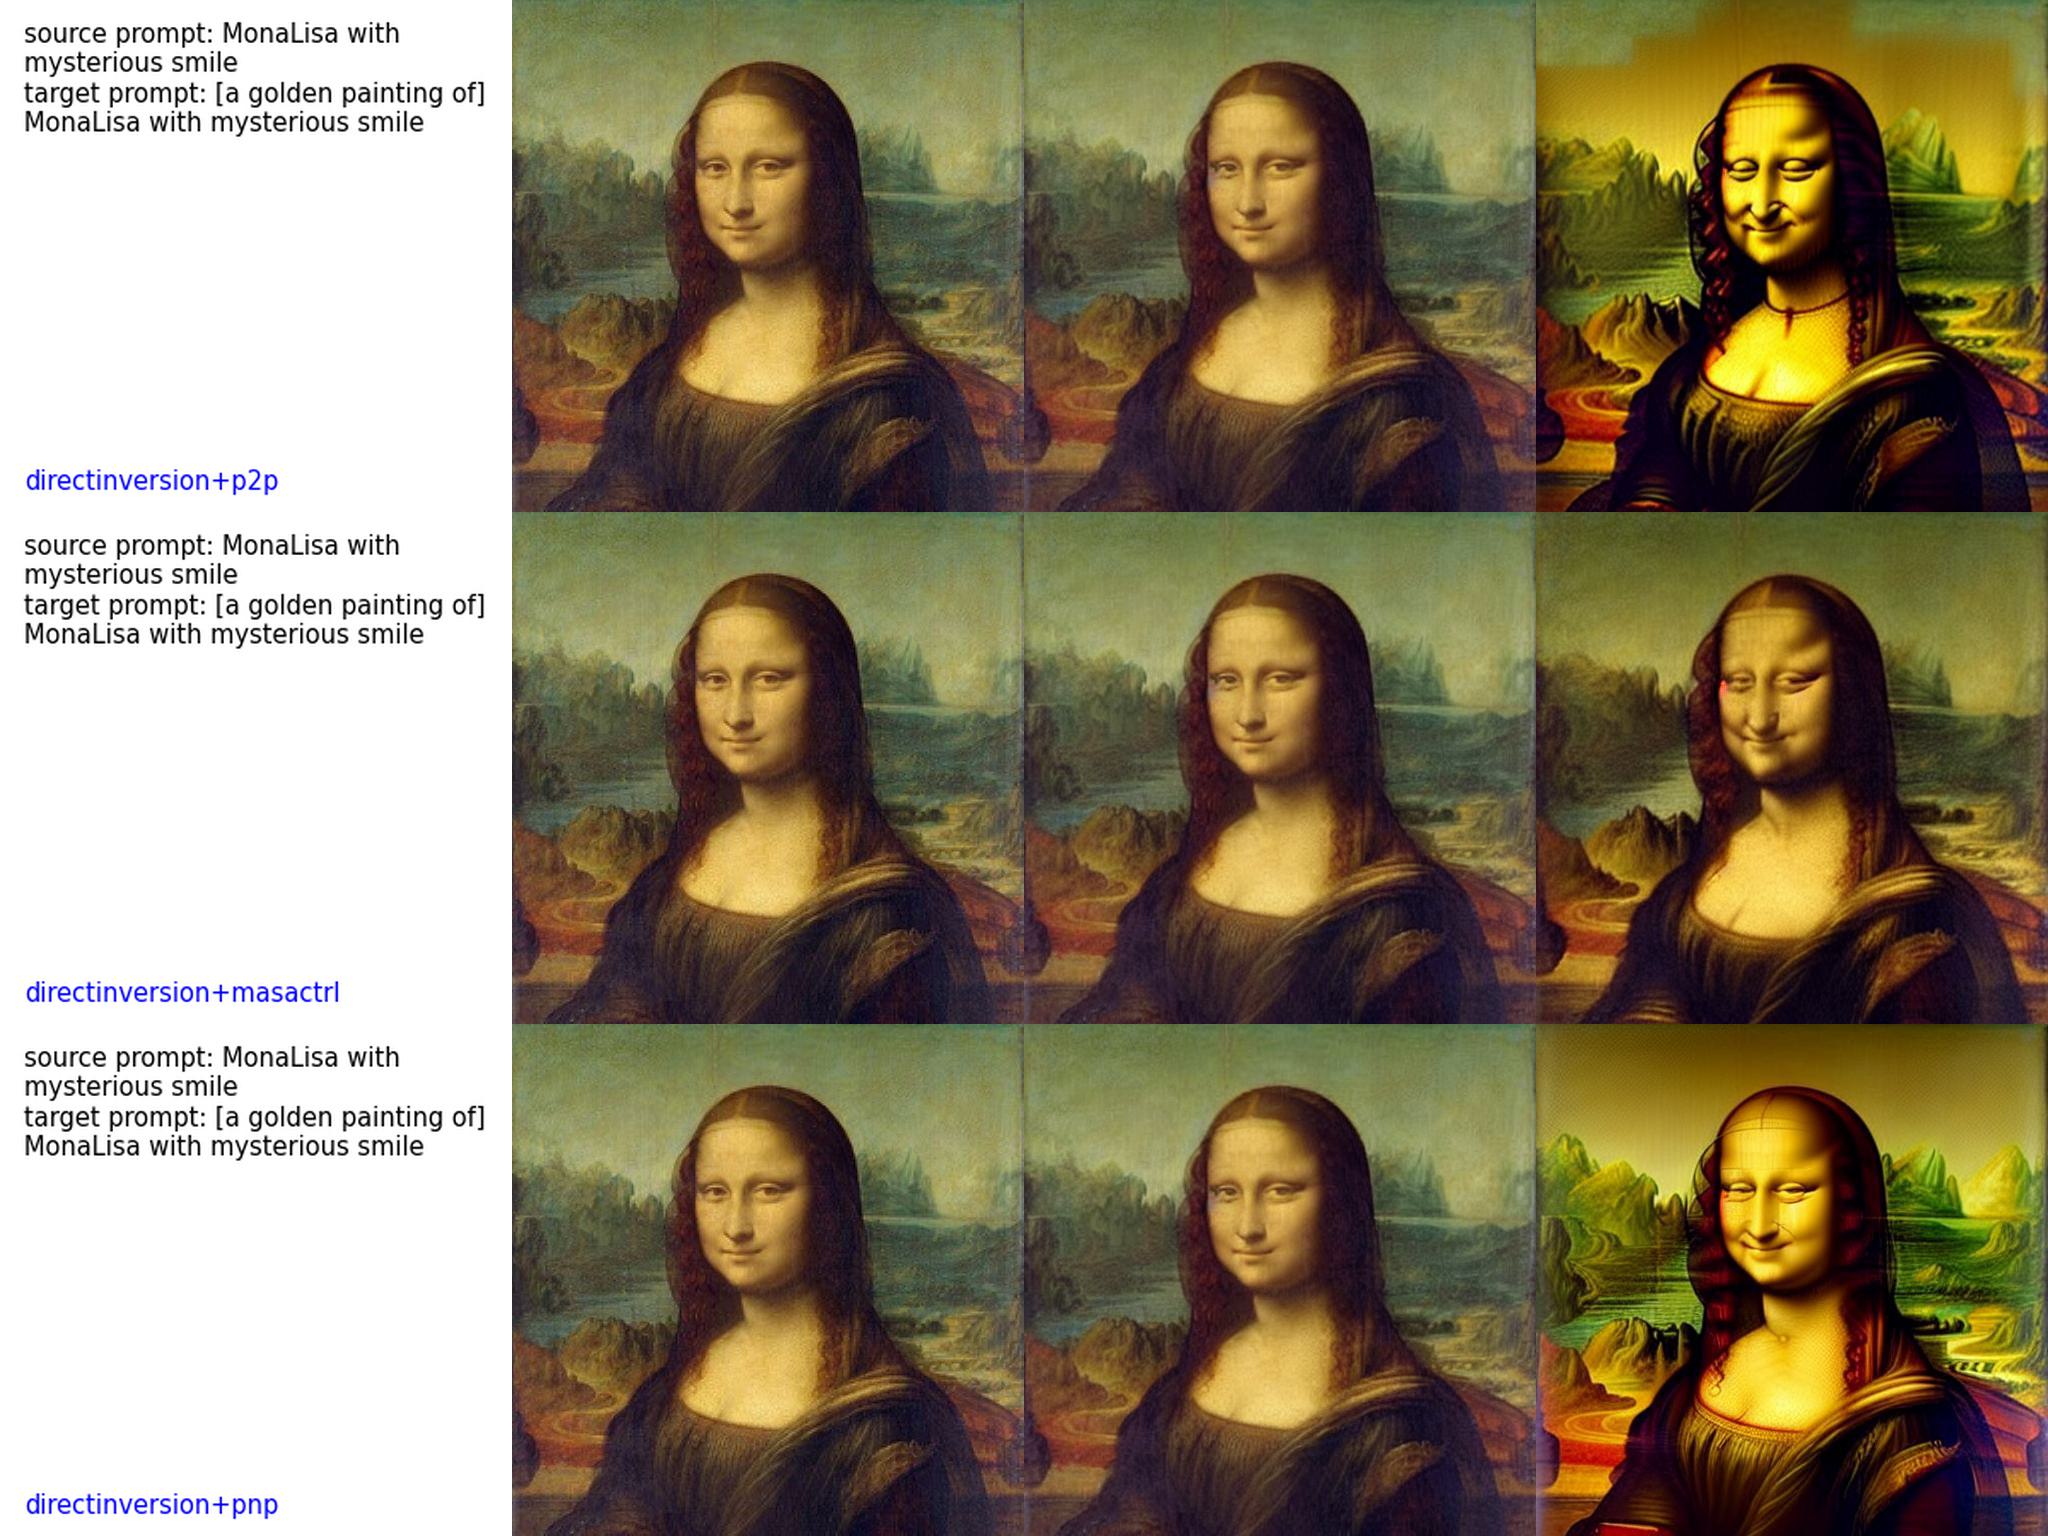 source prompt: MonaLisa with
mysterious smile
target prompt: [a golden painting of]
MonaLisa with mysterious smile
directinversion+p2p
source prompt: MonaLisa with
mysterious smile
target prompt: [a golden painting of]
MonaLisa with mysterious smile
directinversion+masactrl
source prompt: MonaLisa with
mysterious smile
target prompt: [a golden painting of]
MonaLisa with mysterious smile
directinversion+pnp